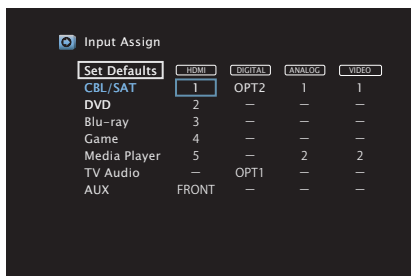 Input Assign
Set Defaults HDMI DIGITAL ANALOG VIDEO
CBL/SAT 1 OPT2 1 1
DVD 2 – – –
Blu-ray 3 – – –
Game 4 – – –
Media Player 5 – 2 2
TV Audio – OPT1 – –
AUX FRONT – – –